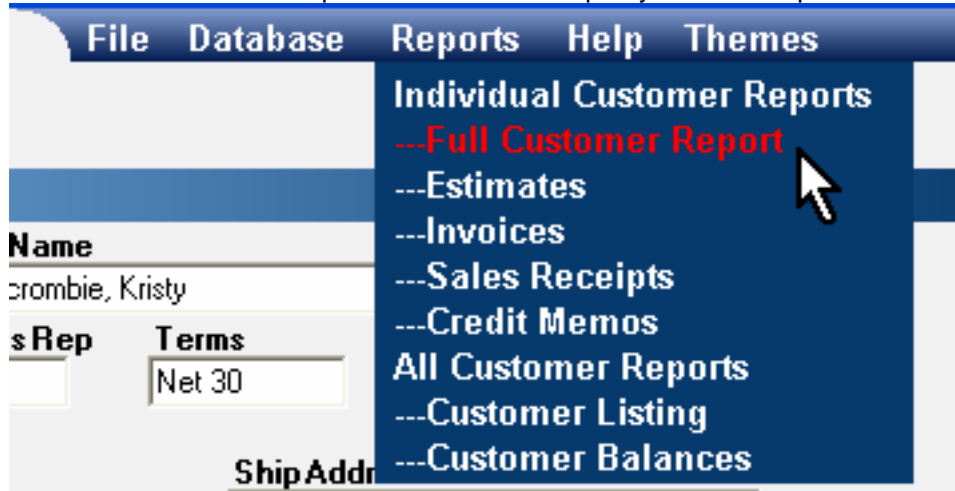 File Database Reports Help Themes
Individual Customer Reports
---Full Customer Report
---Estimates
---Invoices
---Sales Receipts
---Credit Memos
All Customer Reports
---Customer Listing
---Customer Balances
Name
crombie, Kristy
s Rep Terms
Net 30
Ship Addr